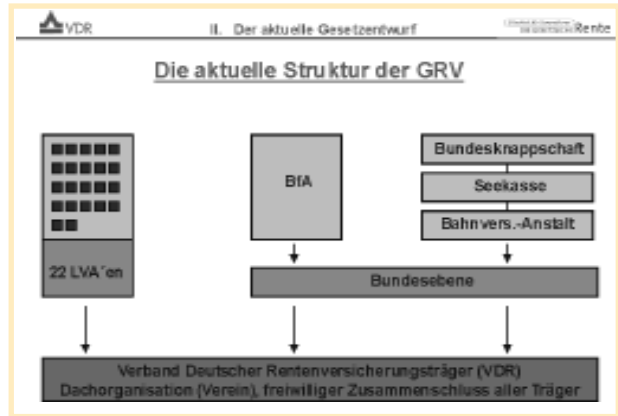 VDR
II. Der aktuelle Gesetzentwurf
Rente
Die aktuelle Struktur der GRV
22 LVA´en
BfA
Bundesknappschaft
Seekasse
Bahnvers.-Anstalt
Bundesebene
Verband Deutscher Rentenversicherungsträger (VDR)
Dachorganisation (Verein), freiwilliger Zusammenschluss aller Träger